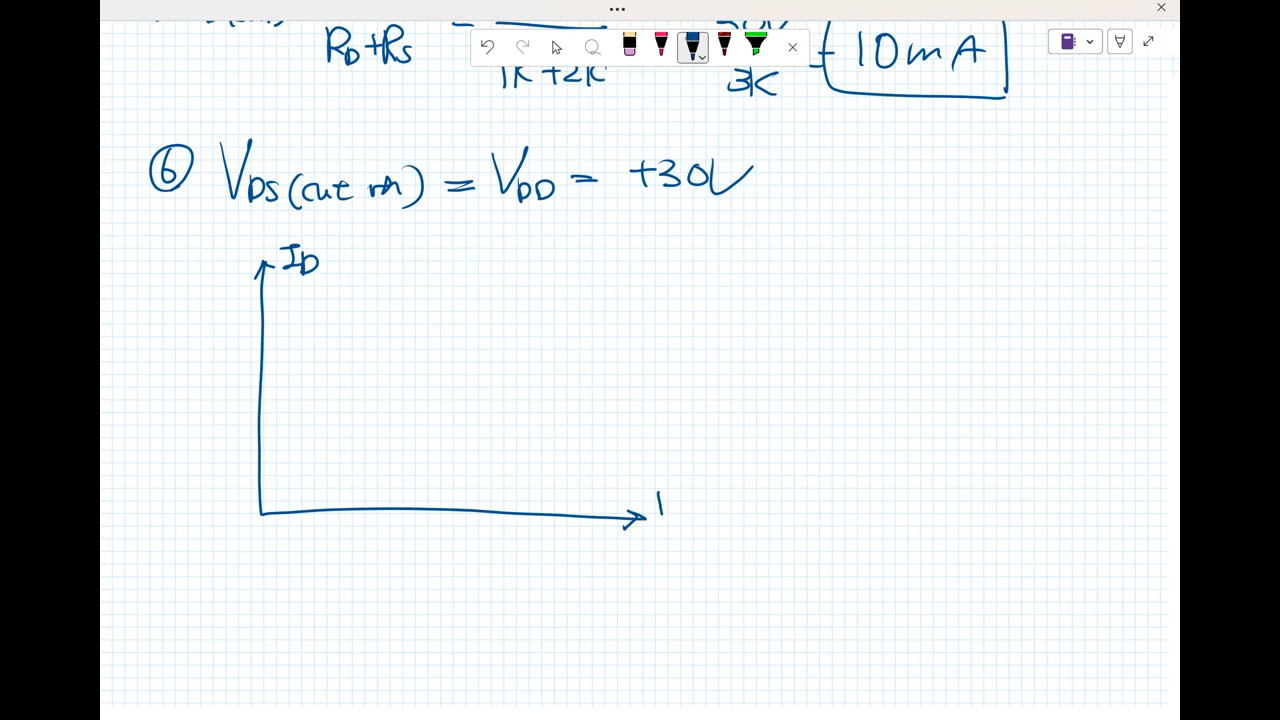 RD+RS = 1K+2K 3K = 10mA
⑥ VDS(cut off) = VDD = +30V
ID